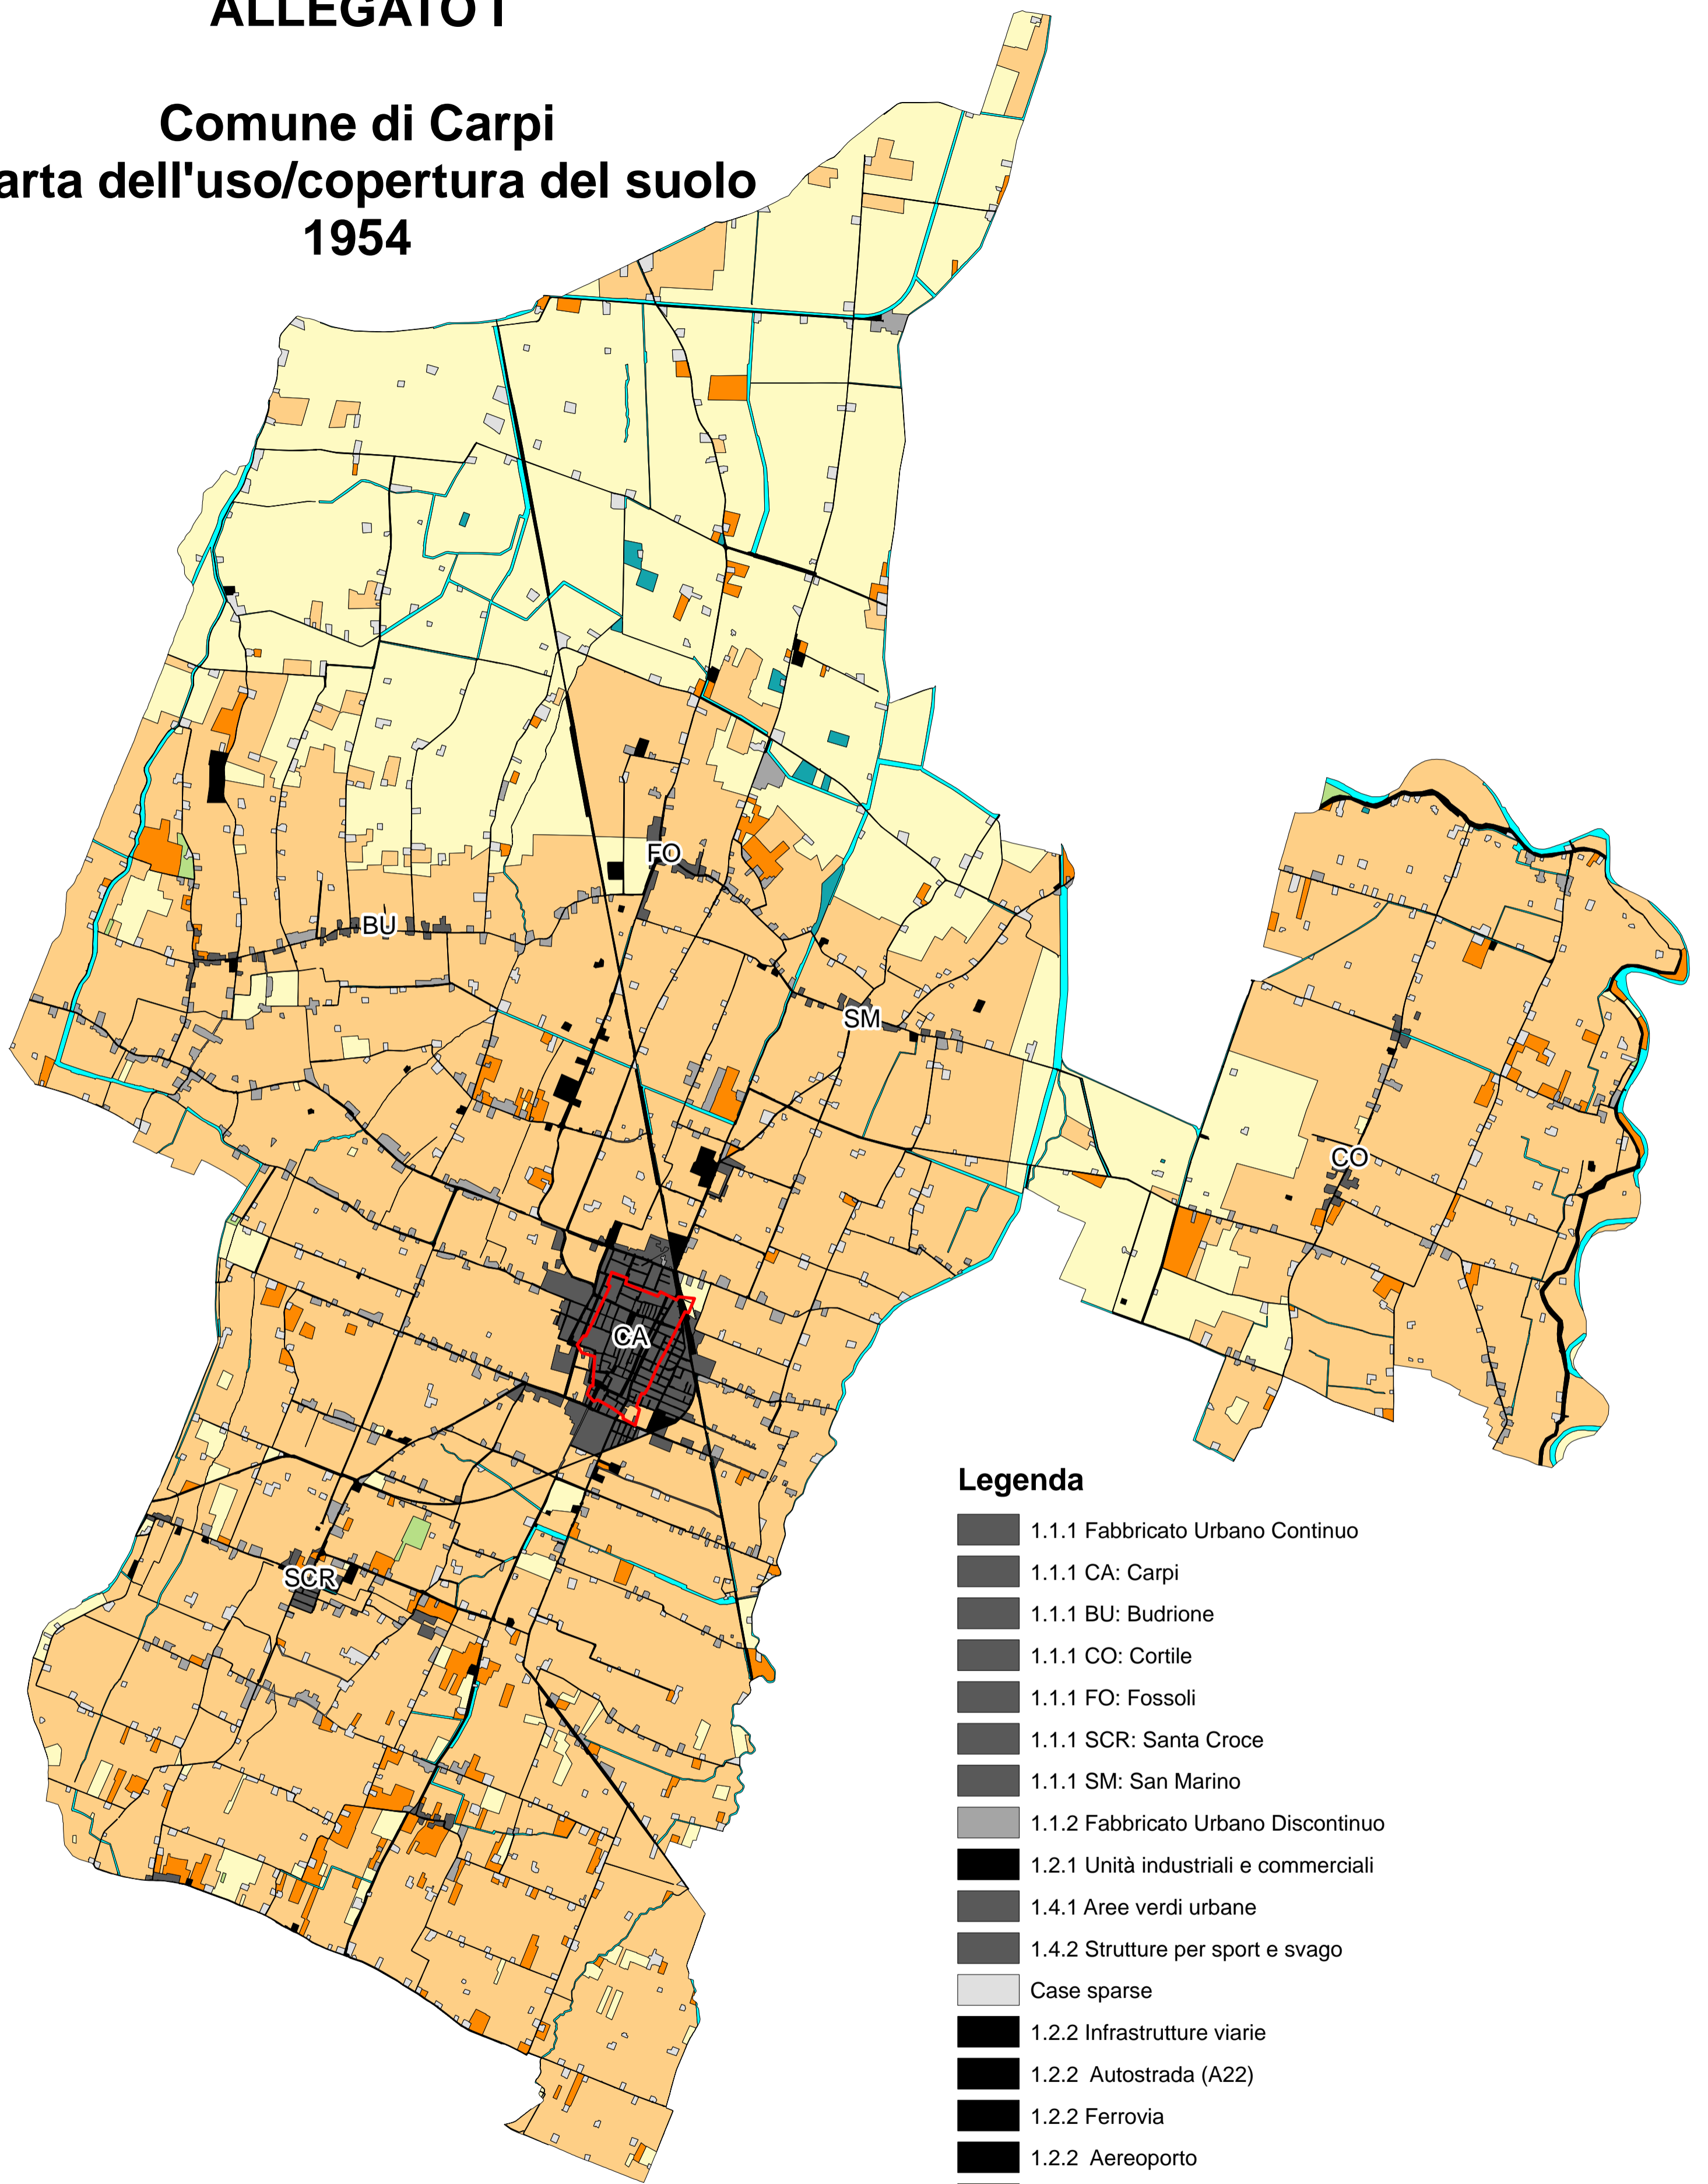 ALLEGATO I
Comune di Carpi
arta dell'uso/copertura del suolo
1954
FO
BU
SM
CO
CA
SCR
Legenda
1.1.1 Fabbricato Urbano Continuo
1.1.1 CA: Carpi
1.1.1 BU: Budrione
1.1.1 CO: Cortile
1.1.1 FO: Fossoli
1.1.1 SCR: Santa Croce
1.1.1 SM: San Marino
1.1.2 Fabbricato Urbano Discontinuo
1.2.1 Unità industriali e commerciali
1.4.1 Aree verdi urbane
1.4.2 Strutture per sport e svago
Case sparse
1.2.2 Infrastrutture viarie
1.2.2 Autostrada (A22)
1.2.2 Ferrovia
1.2.2 Aereoporto